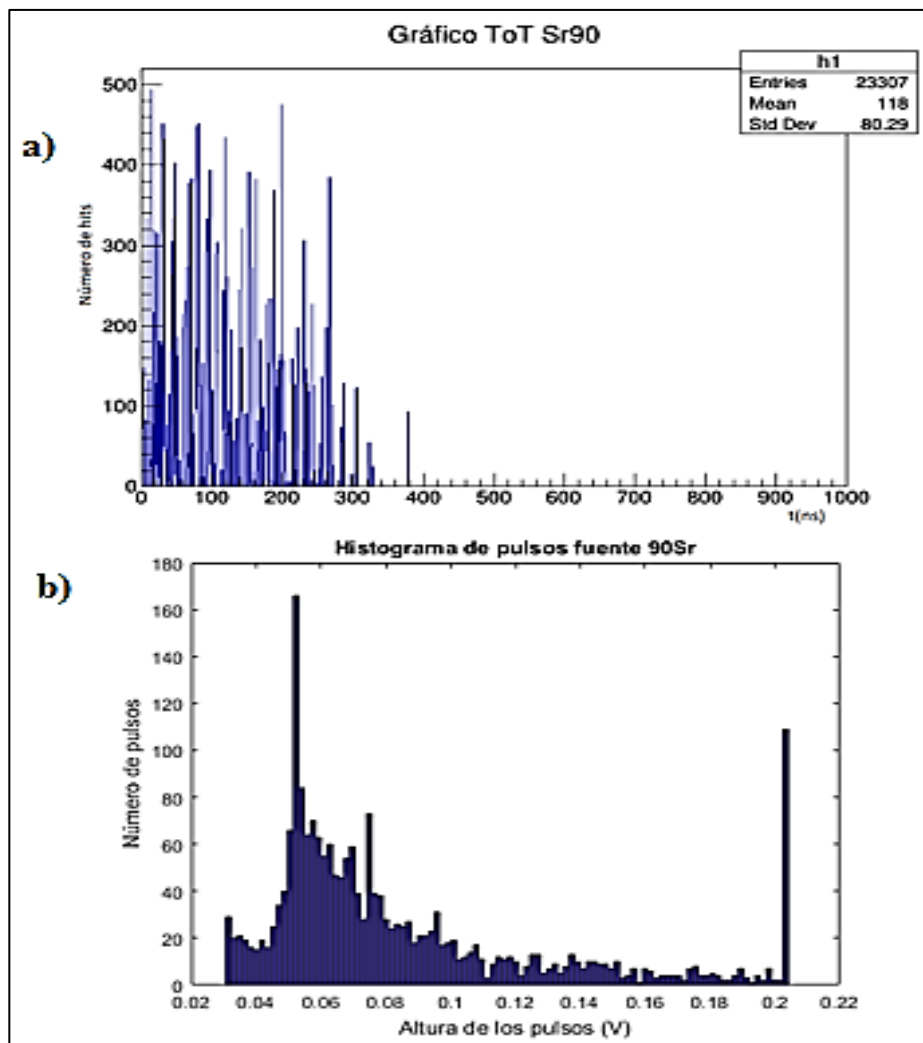 Gráfico ToT Sr90
h1
Entries 23307
Mean 118
Std Dev 80.29
a)
Número de hits
500
400
300
200
100
0
0 100 200 300 400 500 600 700 800 900 1000
t(ns)
b)
Histograma de pulsos fuente 90Sr
Número de pulsos
180
160
140
120
100
80
60
40
20
0
0.02 0.04 0.06 0.08 0.1 0.12 0.14 0.16 0.18 0.2 0.22
Altura de los pulsos (V)